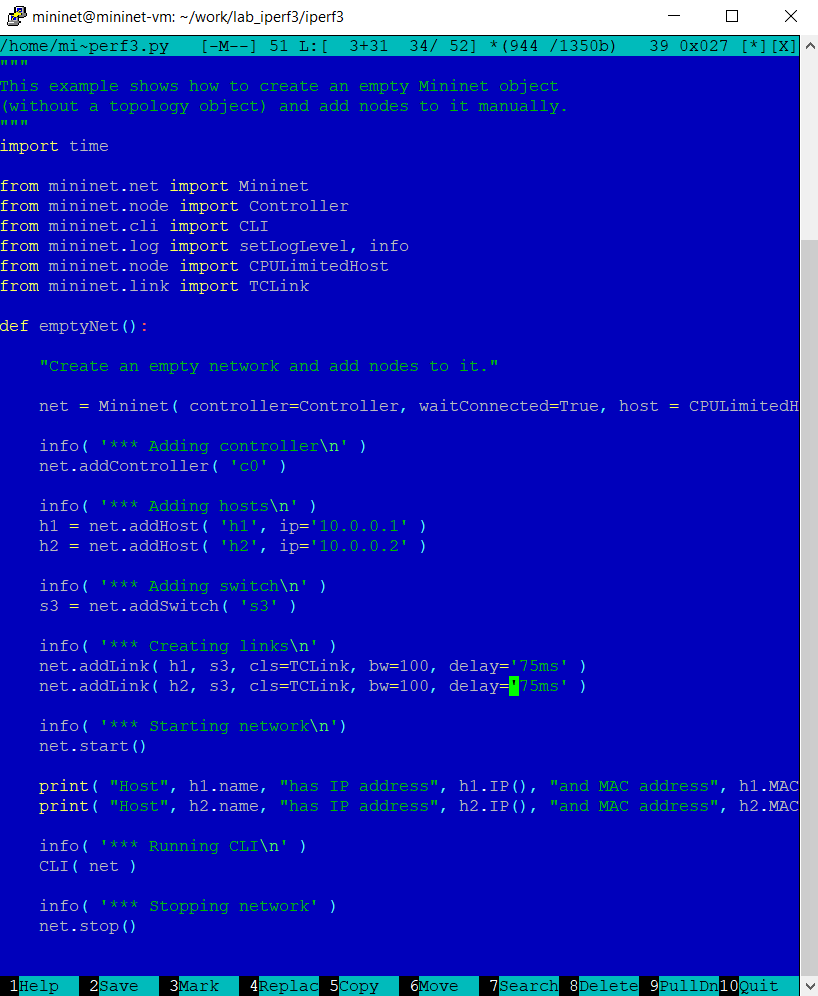 mininet@mininet-vm: ~/work/lab_iperf3/iperf3
/home/mi~perf3.py   [-M--] 51 L:[  3+31  34/ 52] *(944 /1350b)   39 0x027 [*][X]
"""
This example shows how to create an empty Mininet object
(without a topology object) and add nodes to it manually.
"""
import time

from mininet.net import Mininet
from mininet.node import Controller
from mininet.cli import CLI
from mininet.log import setLogLevel, info
from mininet.node import CPULimitedHost
from mininet.link import TCLink

def emptyNet():

    "Create an empty network and add nodes to it."

    net = Mininet( controller=Controller, waitConnected=True, host = CPULimitedH

    info( '*** Adding controller\n' )
    net.addController( 'c0' )

    info( '*** Adding hosts\n' )
    h1 = net.addHost( 'h1', ip='10.0.0.1' )
    h2 = net.addHost( 'h2', ip='10.0.0.2' )

    info( '*** Adding switch\n' )
    s3 = net.addSwitch( 's3' )

    info( '*** Creating links\n' )
    net.addLink( h1, s3, cls=TCLink, bw=100, delay='75ms' )
    net.addLink( h2, s3, cls=TCLink, bw=100, delay='75ms' )

    info( '*** Starting network\n')
    net.start()

    print( "Host", h1.name, "has IP address", h1.IP(), "and MAC address", h1.MAC
    print( "Host", h2.name, "has IP address", h2.IP(), "and MAC address", h2.MAC

    info( '*** Running CLI\n' )
    CLI( net )

    info( '*** Stopping network' )
    net.stop()

 1Help   2Save   3Mark   4Replac 5Copy   6Move   7Search 8Delete 9PullDn10Quit